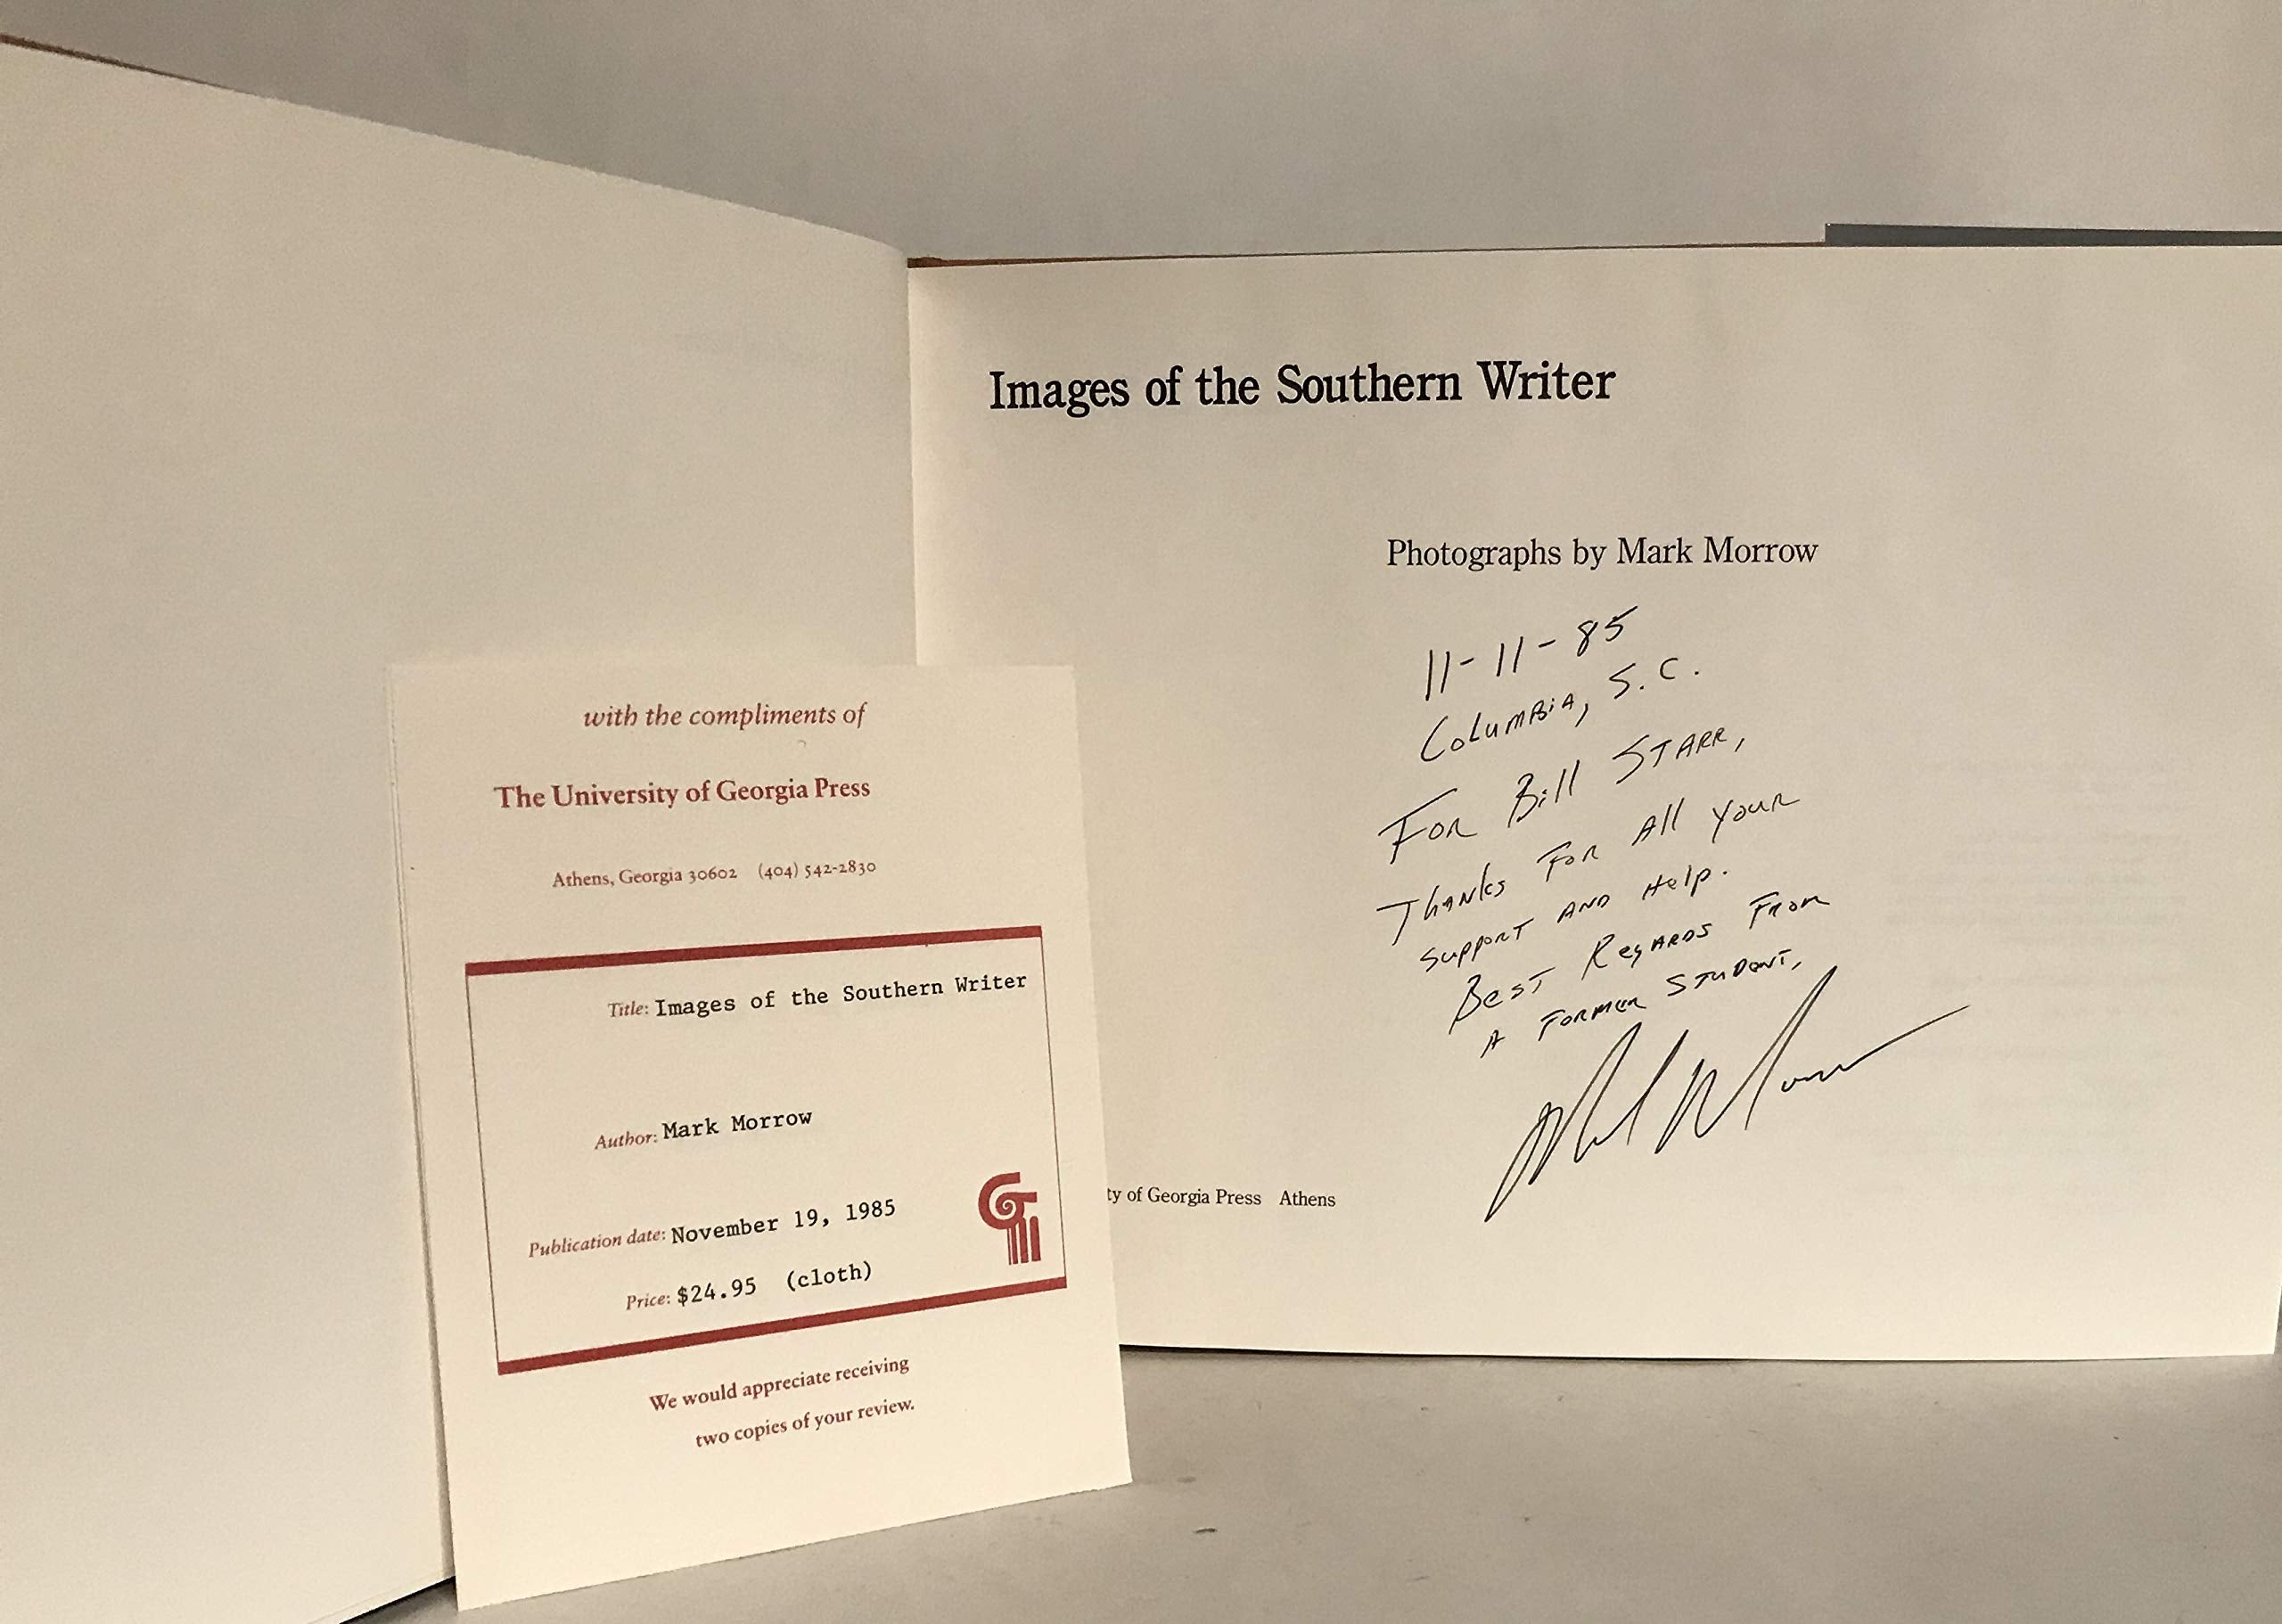 Images of the Southern Writer
Photographs by Mark Morrow
11-11-85
Columbia, S.C.
For Bill Starr,
Thanks for all your
support and help.
Best Regards from
a former student,
Mark Morrow
ty of Georgia Press Athens
with the compliments of
The University of Georgia Press
Athens, Georgia 30602 (404) 542-2830
Title: Images of the Southern Writer
Author: Mark Morrow
Publication date: November 19, 1985
Price: $24.95 (cloth)
We would appreciate receiving
two copies of your review.